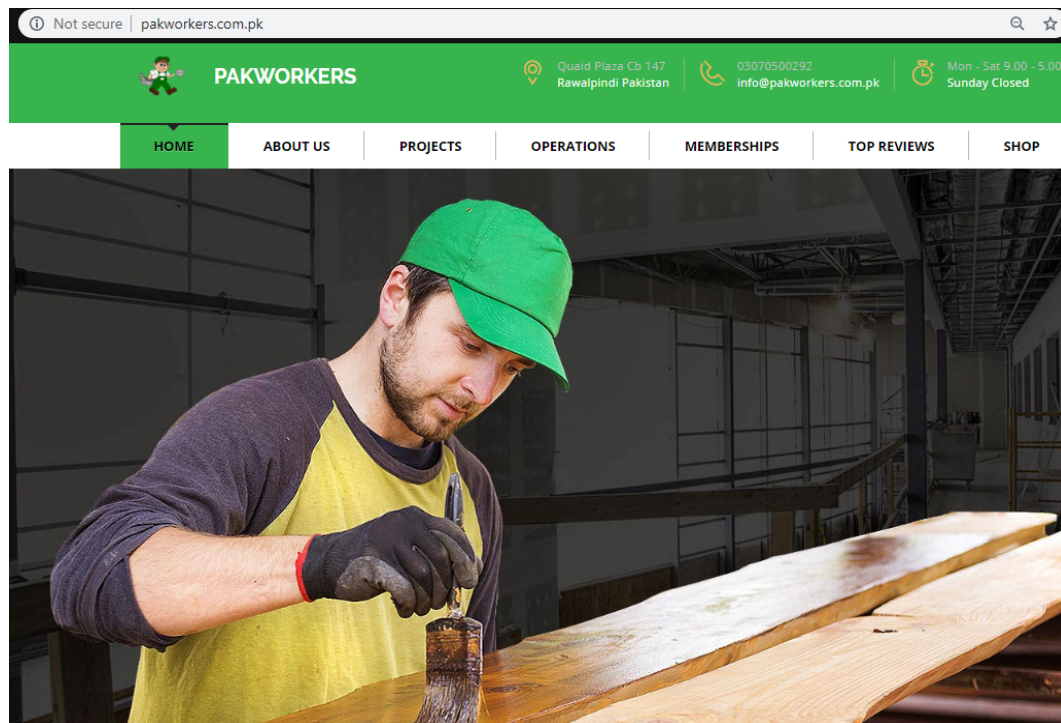 Not secure | pakworkers.com.pk
PAKWORKERS
Quaid Plaza Cb 147
Rawalpindi Pakistan
03070500292
info@pakworkers.com.pk
Mon - Sat 9.00 - 5.00
Sunday Closed
HOME
ABOUT US
PROJECTS
OPERATIONS
MEMBERSHIPS
TOP REVIEWS
SHOP